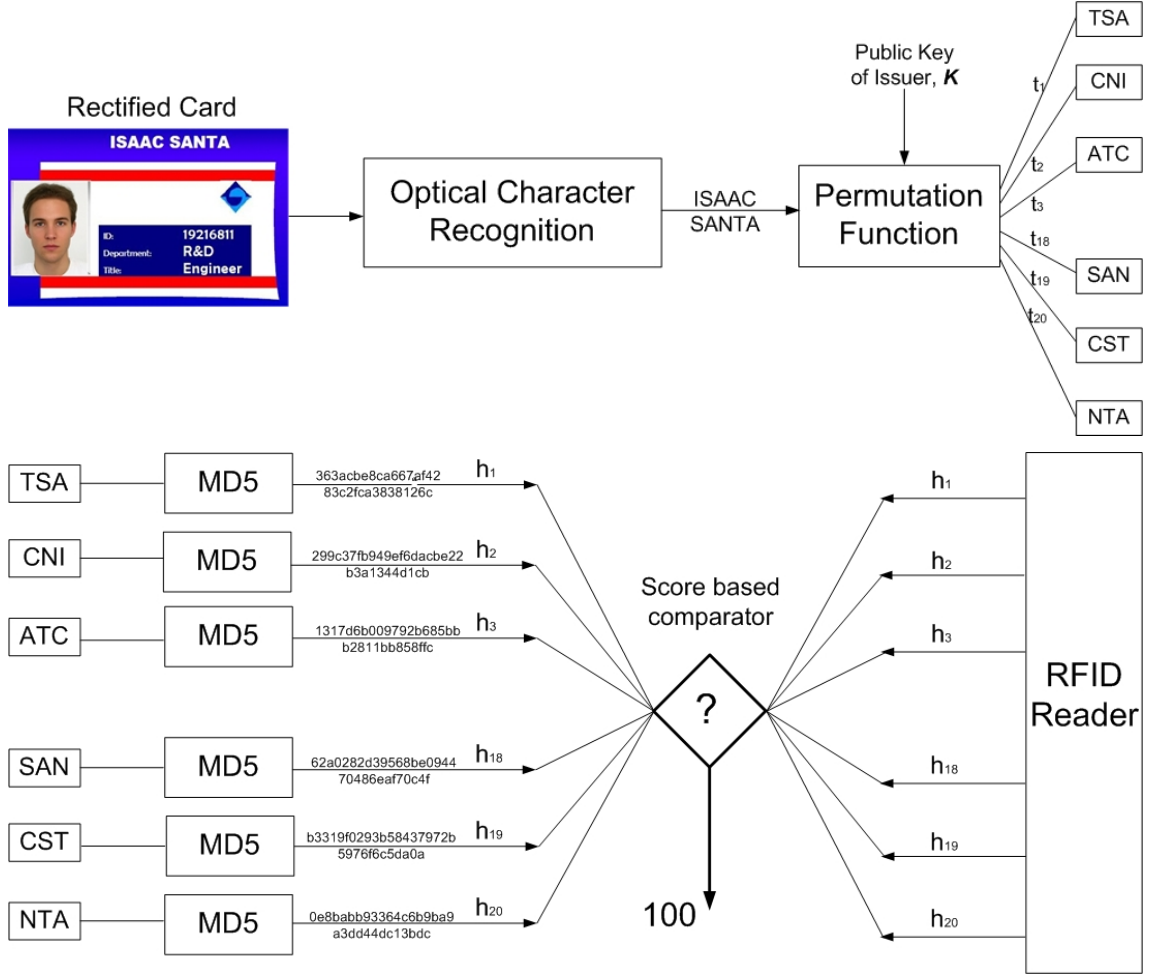 Rectified Card
ISAAC SANTA
ID: 19216811
Department: R&D
Title: Engineer
Optical Character
Recognition
ISAAC
SANTA
Public Key
of Issuer, K
Permutation
Function
t1
t2
t3
t18
t19
t20
TSA
CNI
ATC
SAN
CST
NTA
TSA
MD5
363acbe8ca667af42
83c2fca3838126c
h1
CNI
MD5
299c37fb949ef6dacbe22
b3a1344d1cb
h2
ATC
MD5
1317d6b009792b685bb
b2811bb858ffc
h3
SAN
MD5
62a0282d39568be0944
70486eaf70c4f
h18
CST
MD5
b3319f0293b58437972b
5976f6c5da0a
h19
NTA
MD5
0e8babb93364c6b9ba9
a3dd44dc13bdc
h20
Score based
comparator
?
100
h1
h2
h3
h18
h19
h20
RFID
Reader